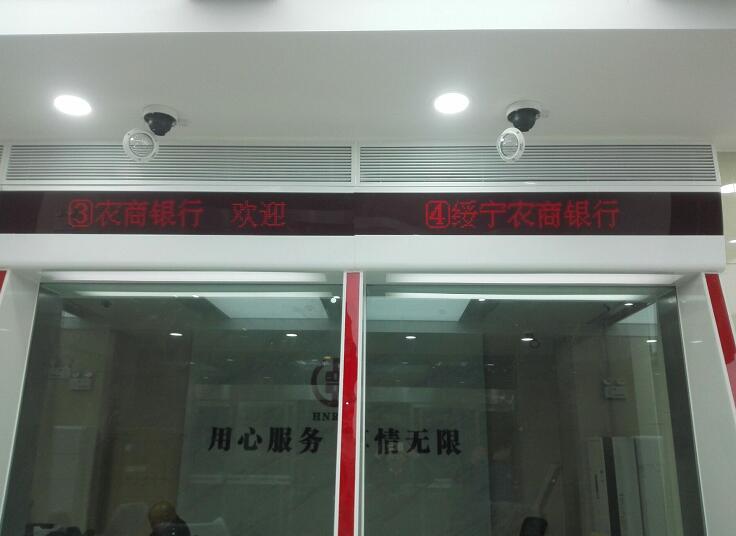 ③农商银行 欢迎
④绥宁农商银行
用心服务 情无限